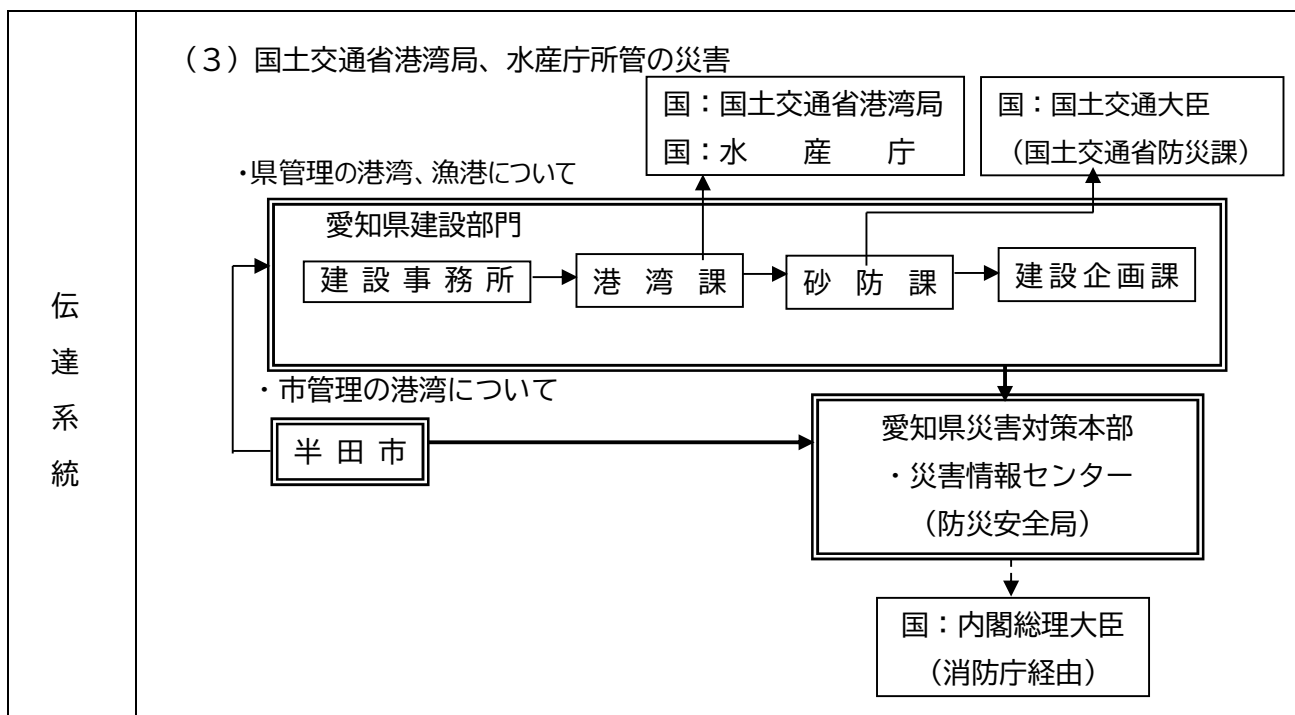 伝達系統
（３）国土交通省港湾局、水産庁所管の災害
国：国土交通省港湾局
国：水産庁
国：国土交通大臣
（国土交通省防災課）
・県管理の港湾、漁港について
愛知県建設部門
建設事務所
港湾課
砂防課
建設企画課
・市管理の港湾について
半田市
愛知県災害対策本部
・災害情報センター
（防災安全局）
国：内閣総理大臣
（消防庁経由）